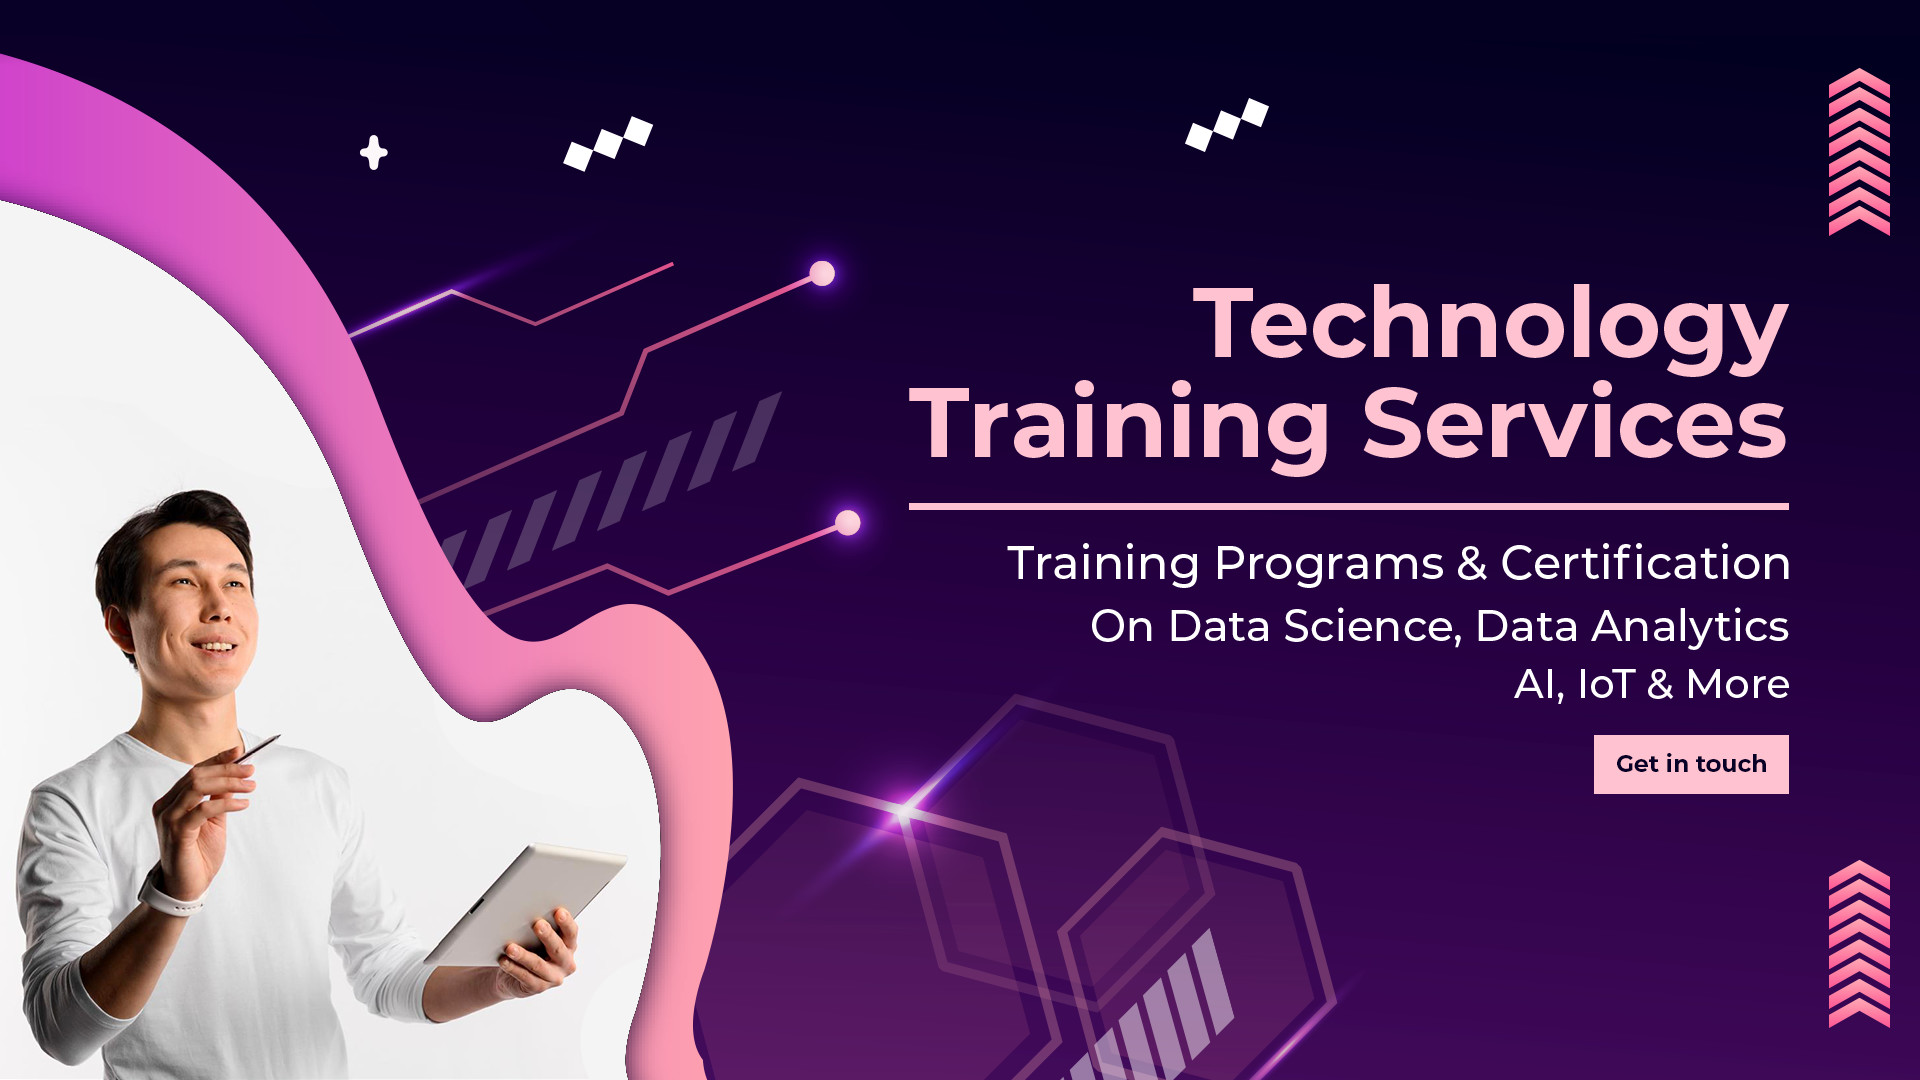 Technology
Training Services
Training Programs & Certification
On Data Science, Data Analytics
AI, IoT & More
Get in touch